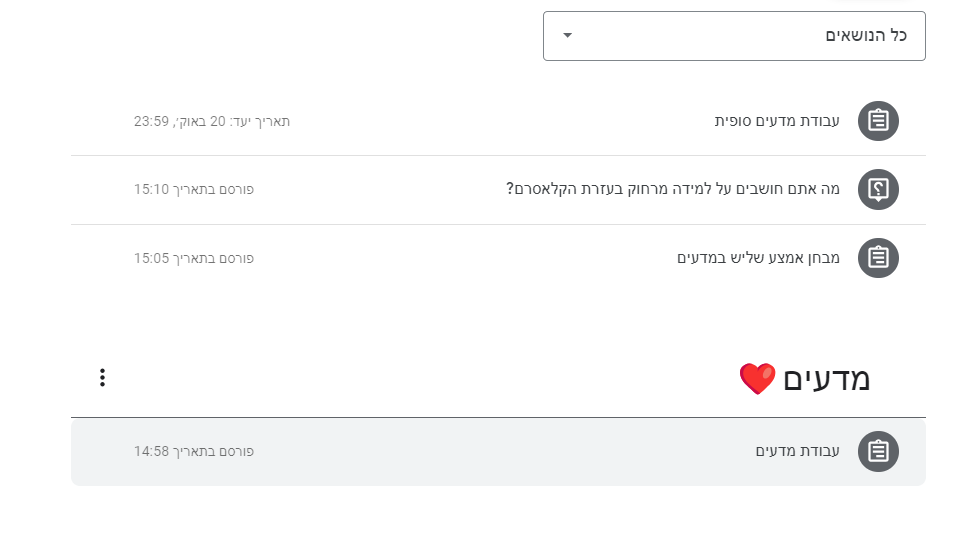 כל הנושאים
עבודת מדעים סופית
תאריך יעד: 20 באוק׳, 23:59
מה אתם חושבים על למידה מרחוק בעזרת הקלאסרם?
פורסם בתאריך 15:10
מבחן אמצע שליש במדעים
פורסם בתאריך 15:05
מדעים ❤️
עבודת מדעים
פורסם בתאריך 14:58